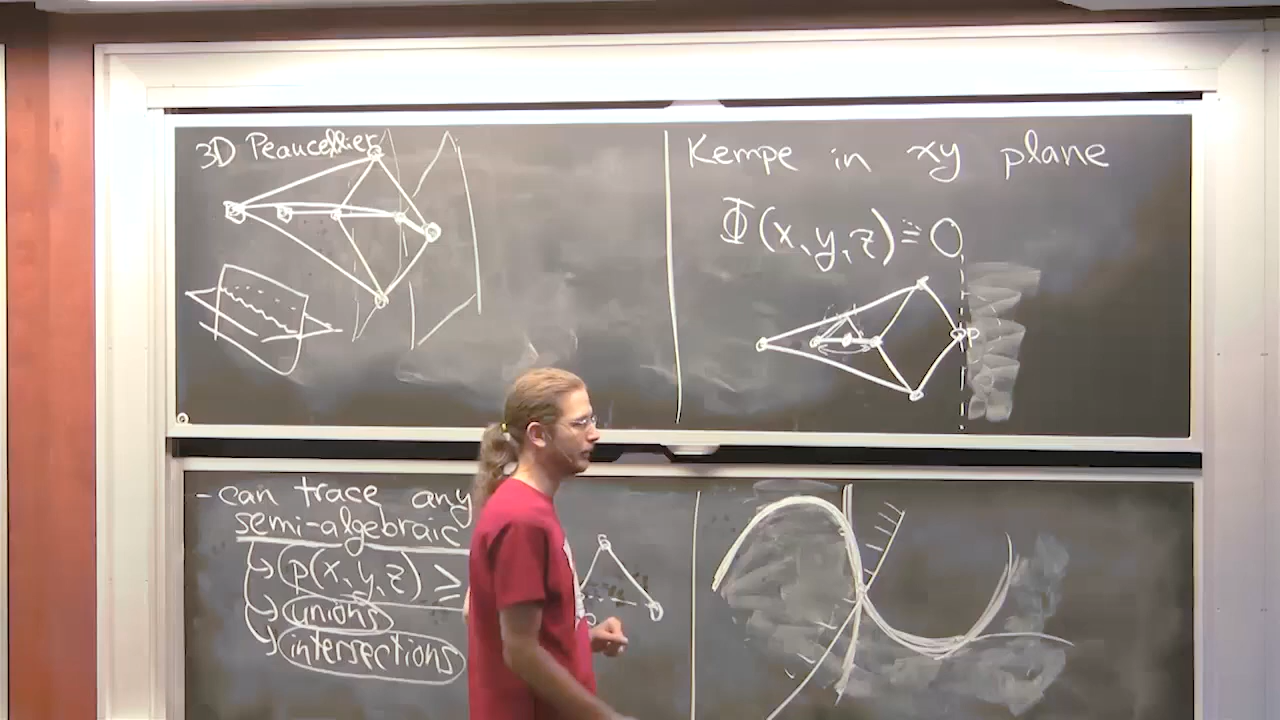 3D Peaucellier
Kempe in xy plane
Φ(x,y,z) ≡ 0
p
- can trace any
semi-algebraic
↳ p(x,y,z) ≥
↳ unions
↳ intersections